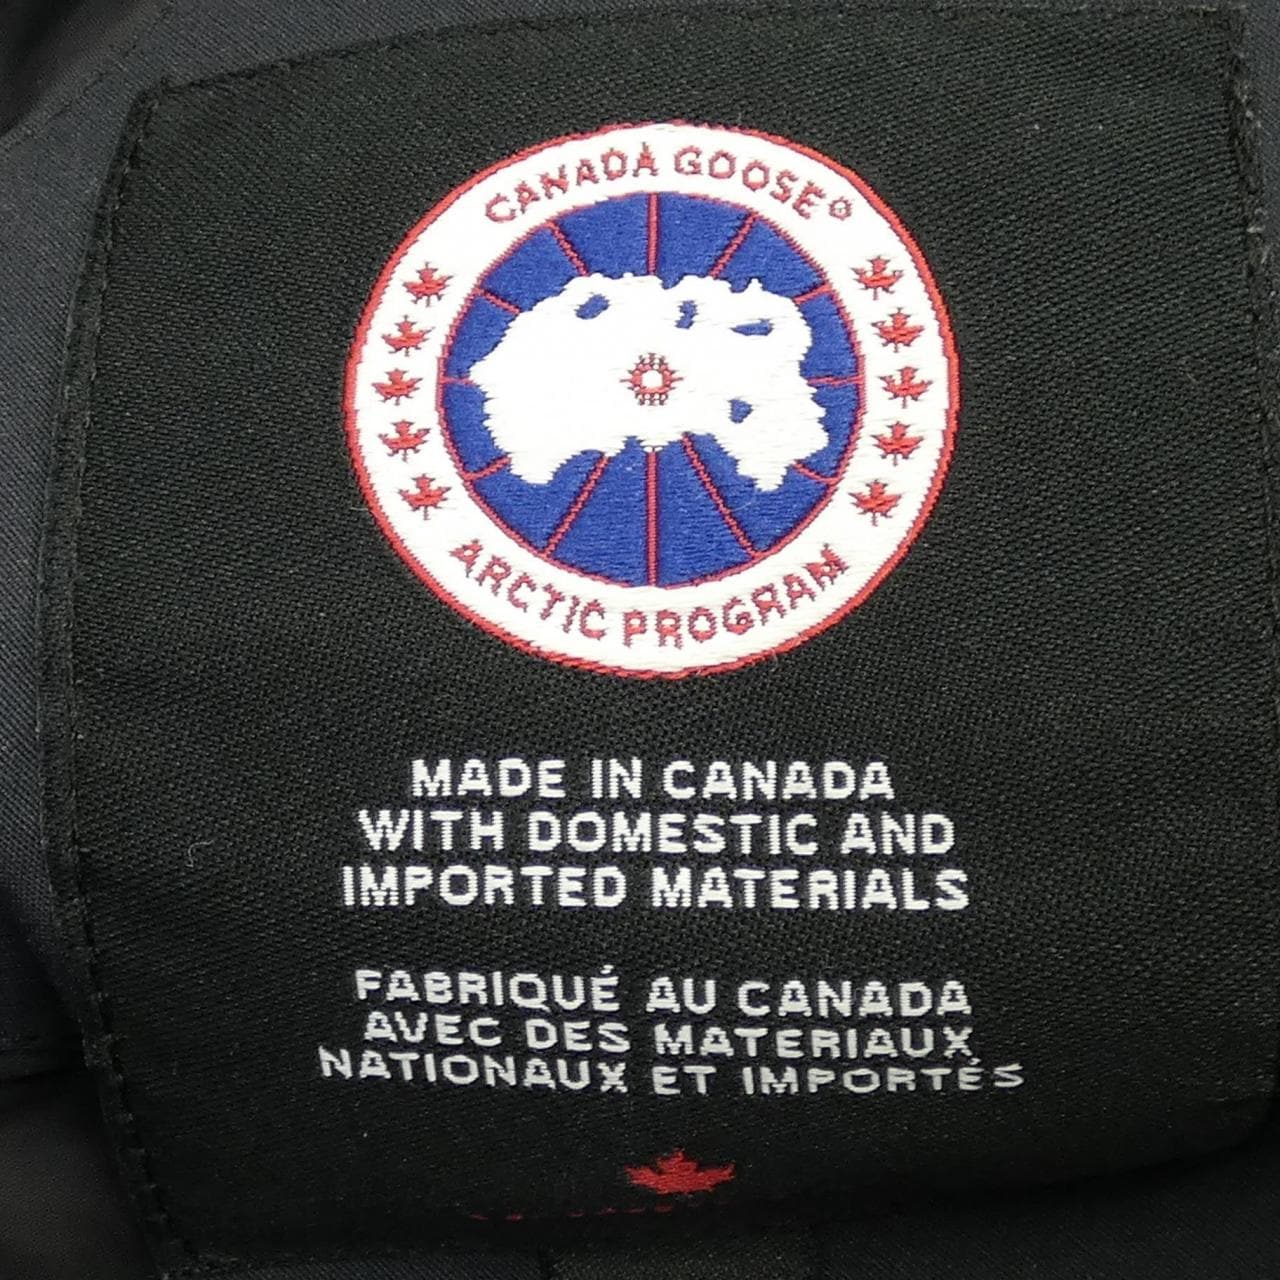 CANADA GOOSE®
ARCTIC PROGRAM
MADE IN CANADA
WITH DOMESTIC AND
IMPORTED MATERIALS
FABRIQUÉ AU CANADA
AVEC DES MATERIAUX
NATIONAUX ET IMPORTÉS